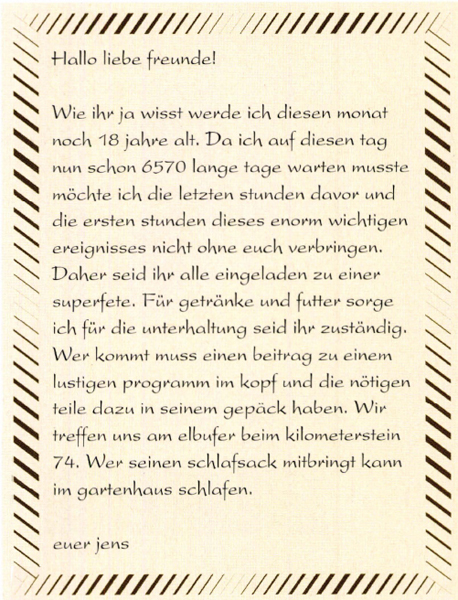 Hallo liebe freunde!
Wie ihr ja wisst werde ich diesen monat
noch 18 jahre alt. Da ich auf diesen tag
nun schon 6570 lange tage warten musste
möchte ich die letzten stunden davor und
die ersten stunden dieses enorm wichtigen
ereignisses nicht ohne euch verbringen.
Daher seid ihr alle eingeladen zu einer
superfete. Für getränke und futter sorge
ich für die unterhaltung seid ihr zuständig.
Wer kommt muss einen beitrag zu einem
lustigen programm im kopf und die nötigen
teile dazu in seinem gepäck haben. Wir
treffen uns am elbufer beim kilometerstein
74. Wer seinen schlafsack mitbringt kann
im gartenhaus schlafen.
euer jens